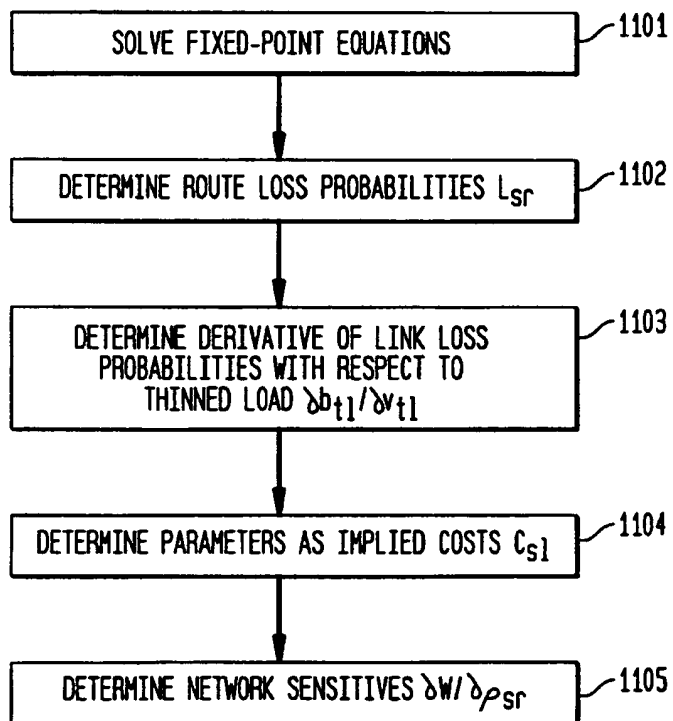 SOLVE FIXED-POINT EQUATIONS
1101
DETERMINE ROUTE LOSS PROBABILITIES Lsr
1102
DETERMINE DERIVATIVE OF LINK LOSS
PROBABILITIES WITH RESPECT TO
THINNED LOAD ∂btl/∂vtl
1103
DETERMINE PARAMETERS AS IMPLIED COSTS Csl
1104
DETERMINE NETWORK SENSITIVES ∂W/∂ρsr
1105